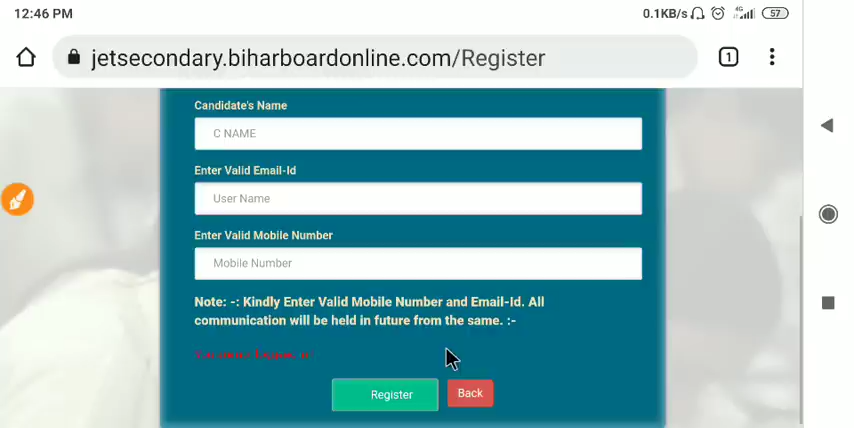 12:46 PM
0.1KB/s 4G 57
jetsecondary.biharboardonline.com/Register
1
Candidate's Name
C NAME
Enter Valid Email-Id
User Name
Enter Valid Mobile Number
Mobile Number
Note: -: Kindly Enter Valid Mobile Number and Email-Id. All
communication will be held in future from the same. :-
Register Back